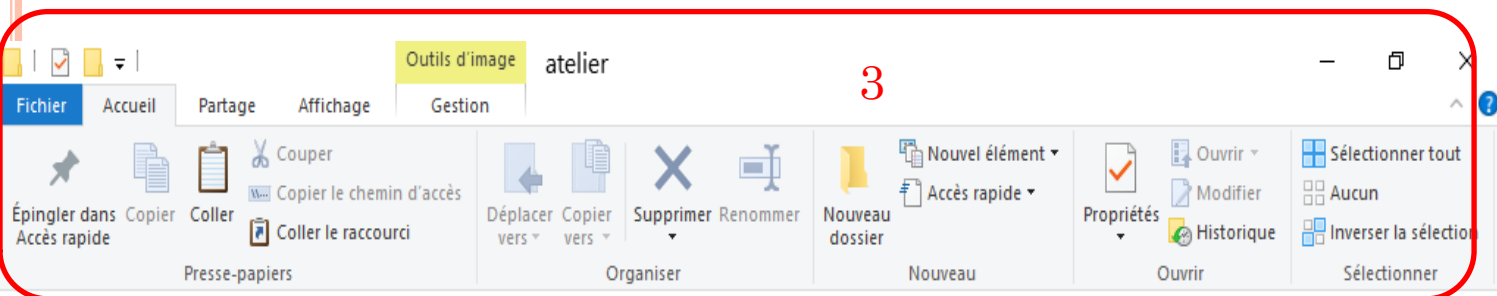 Outils d'image
atelier
3
Fichier
Accueil
Partage
Affichage
Gestion
?
Épingler dans
Accès rapide
Copier
Coller
Couper
Copier le chemin d'accès
Coller le raccourci
Presse-papiers
Déplacer
vers
Copier
vers
Supprimer
Renommer
Organiser
Nouveau
dossier
Nouvel élément
Accès rapide
Nouveau
Propriétés
Ouvrir
Modifier
Historique
Ouvrir
Sélectionner tout
Aucun
Inverser la sélection
Sélectionner